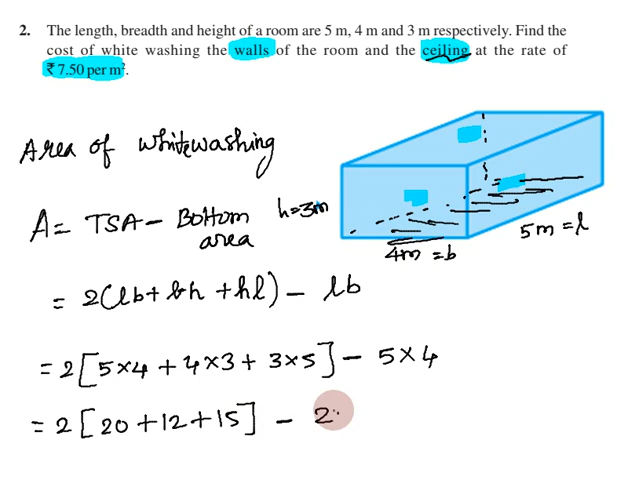 2. The length, breadth and height of a room are 5 m, 4 m and 3 m respectively. Find the
cost of white washing the walls of the room and the ceiling at the rate of
₹ 7.50 per m².
Area of whitewashing
A = TSA - Bottom
area
h=3m
4m =b
5m =l
= 2(lb+ bh +hl) - lb
= 2[5×4 + 4×3 + 3×5] - 5×4
= 2[20+12+15] - 2